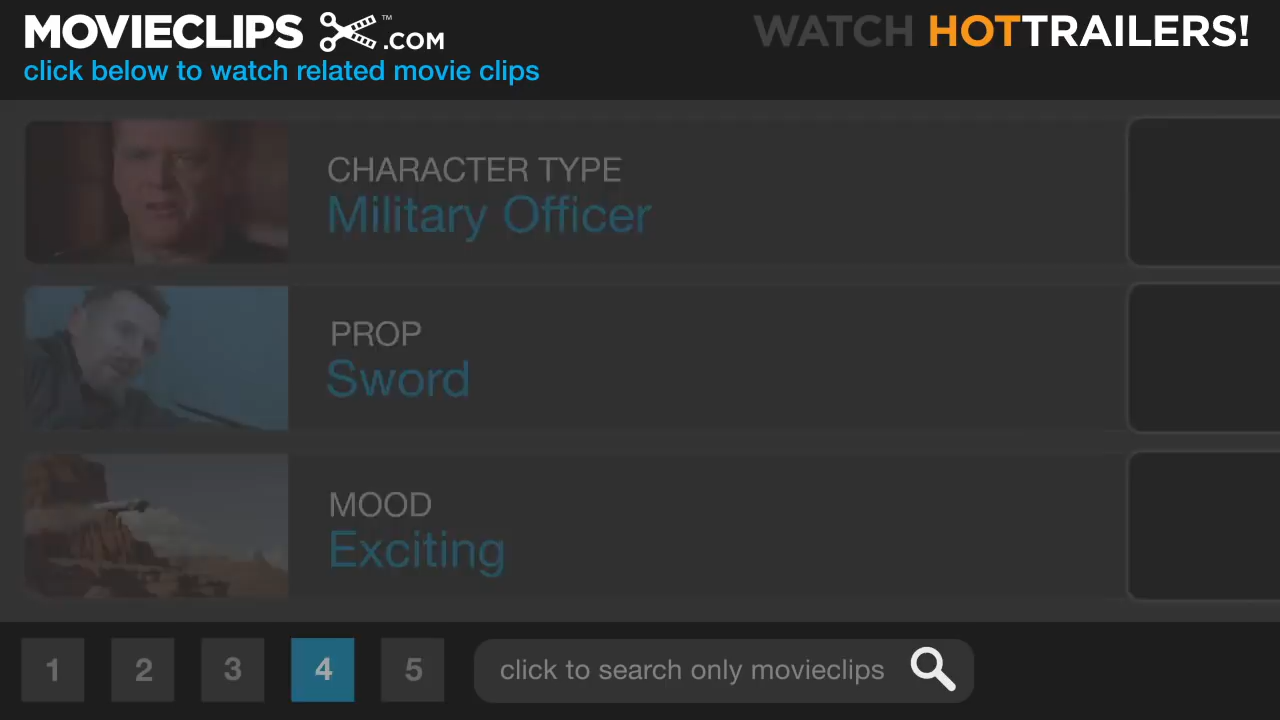 MOVIECLIPS™.COM
WATCH HOTTRAILERS!
click below to watch related movie clips
CHARACTER TYPE
Military Officer
PROP
Sword
MOOD
Exciting
1 2 3 4 5
click to search only movieclips